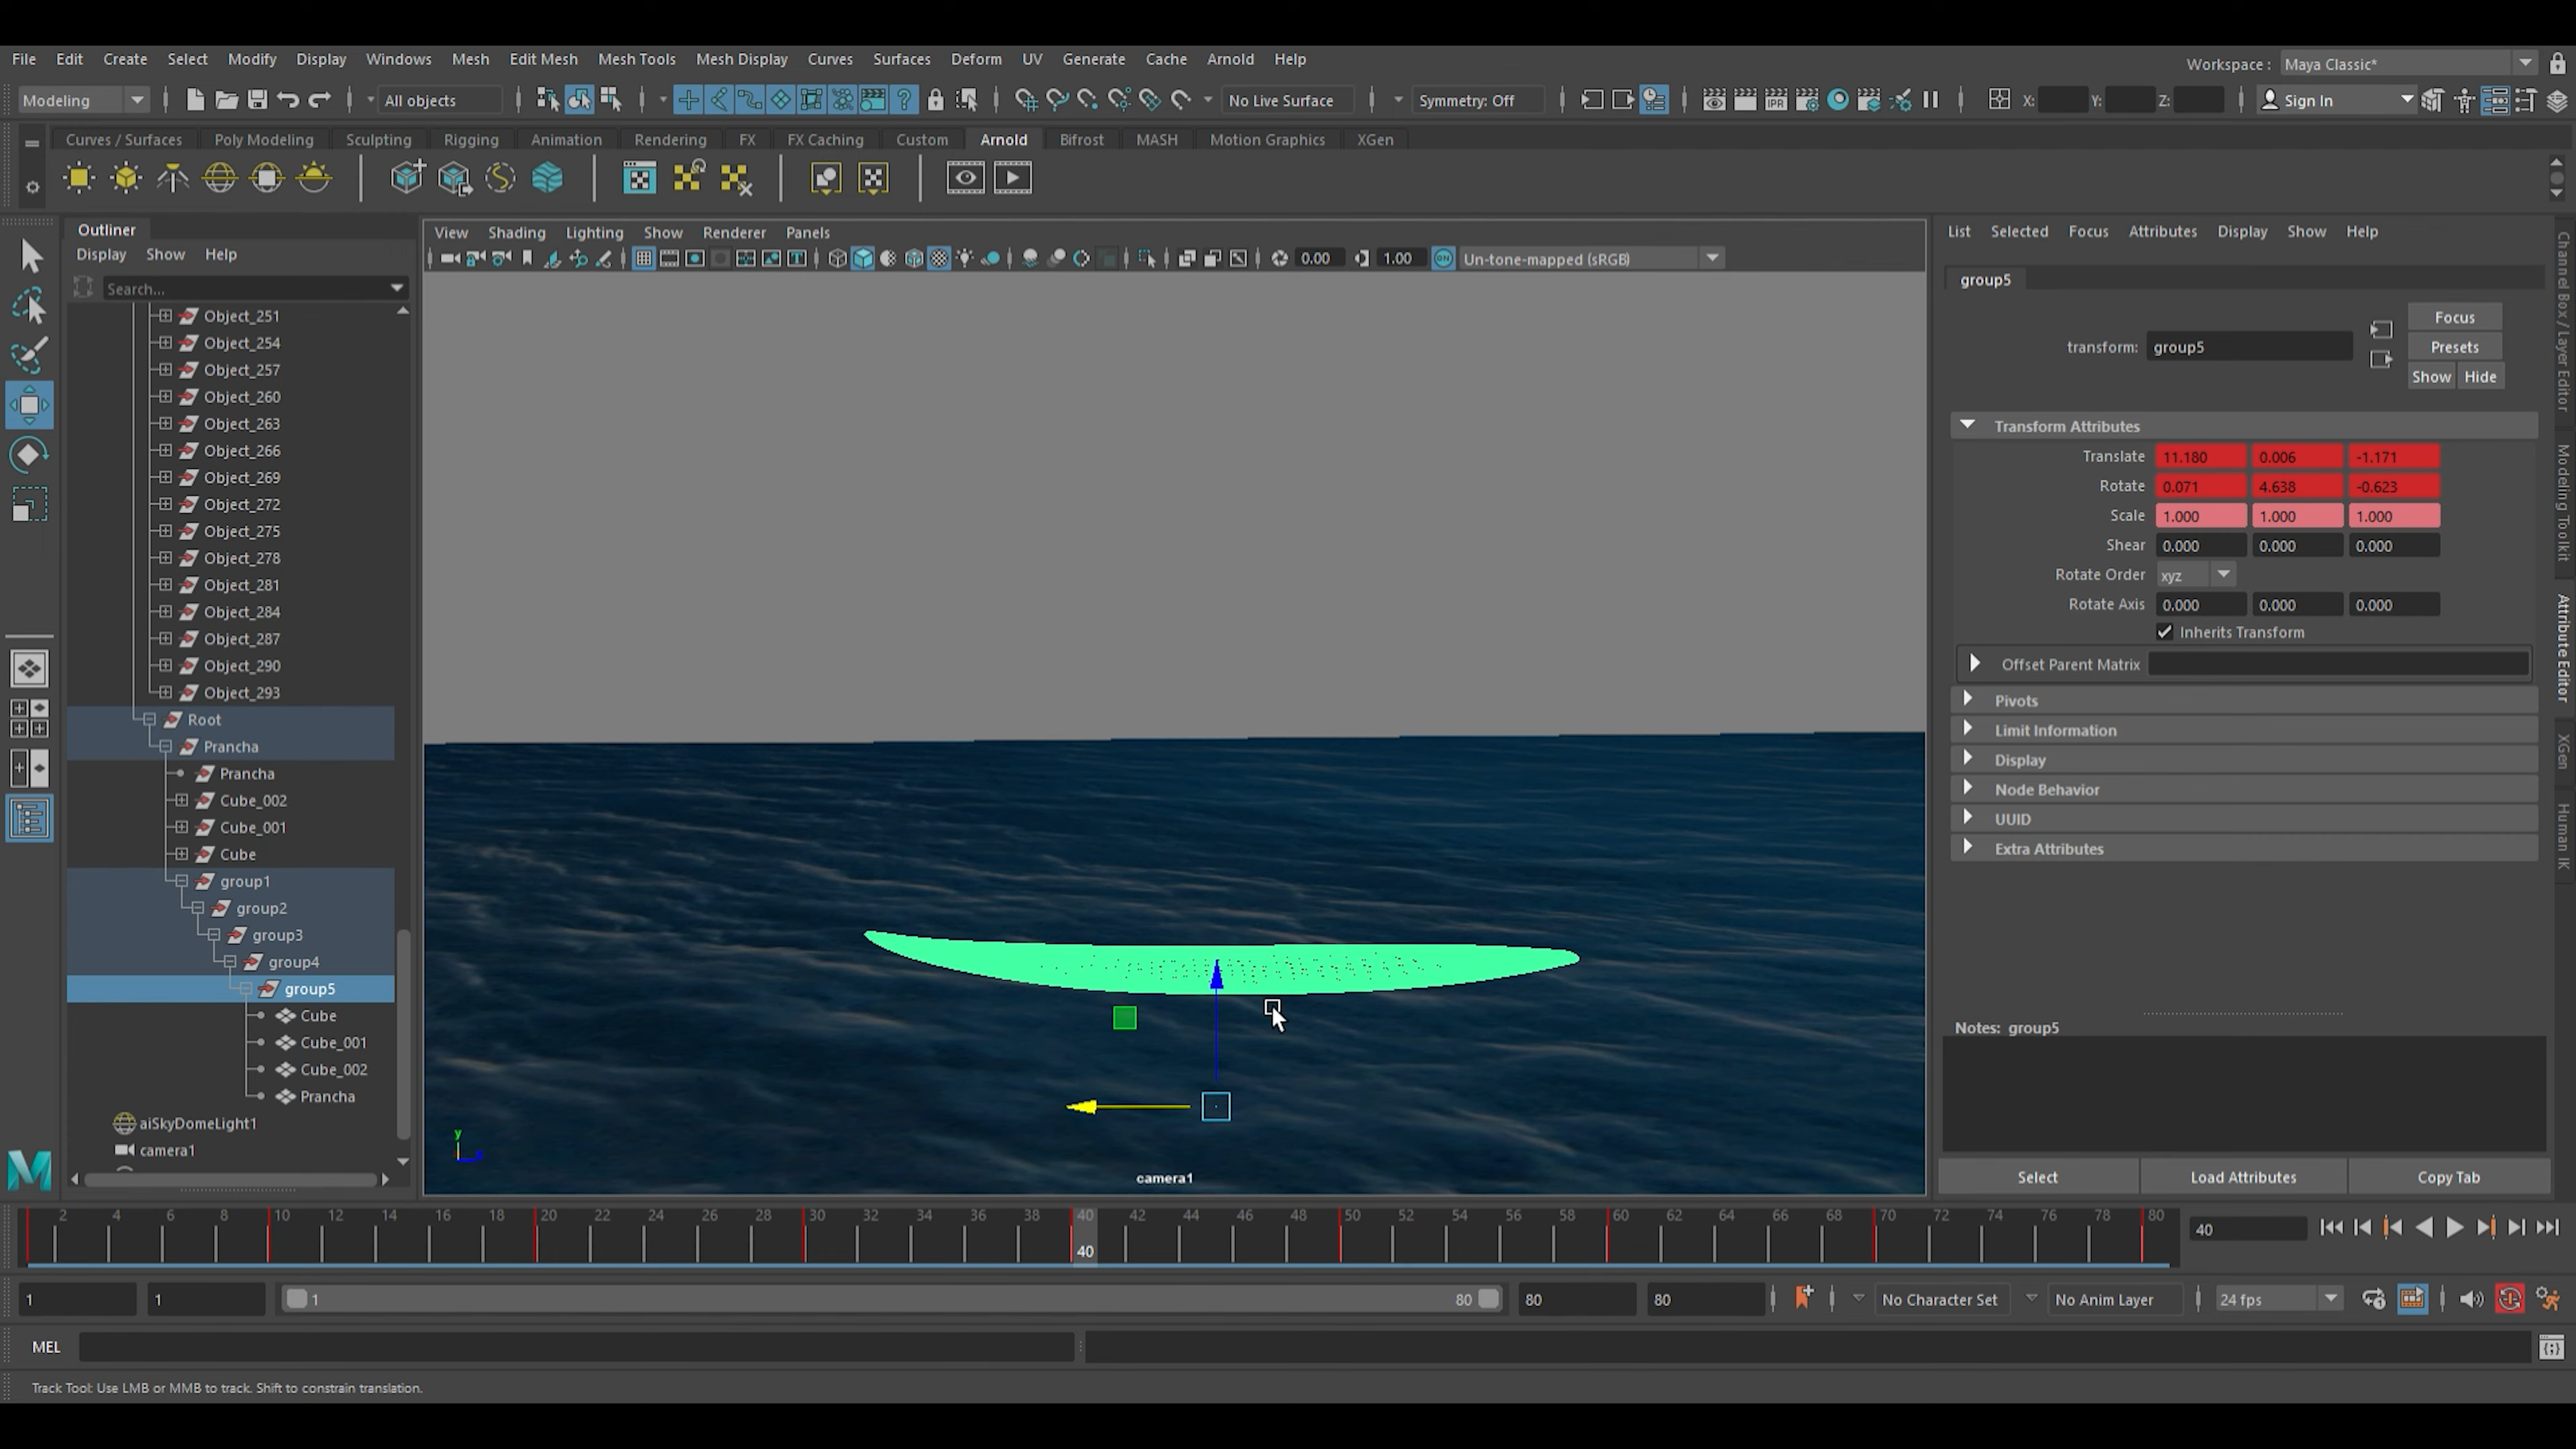 File Edit Create Select Modify Display Windows Mesh Edit Mesh Mesh Tools Mesh Display Curves Surfaces Deform UV Generate Cache Arnold Help
Workspace : Maya Classic*
Modeling All objects No Live Surface Symmetry: Off IPR X: Y: Z: Sign In
Curves / Surfaces Poly Modeling Sculpting Rigging Animation Rendering FX FX Caching Custom Arnold Bifrost MASH Motion Graphics XGen
Outliner
Display Show Help
Search...
Object_251
Object_254
Object_257
Object_260
Object_263
Object_266
Object_269
Object_272
Object_275
Object_278
Object_281
Object_284
Object_287
Object_290
Object_293
Root
Prancha
Prancha
Cube_002
Cube_001
Cube
group1
group2
group3
group4
group5
Cube
Cube_001
Cube_002
Prancha
aiSkyDomeLight1
camera1
View Shading Lighting Show Renderer Panels
0.00 1.00 ON Un-tone-mapped (sRGB)
y
camera1
List Selected Focus Attributes Display Show Help
group5
transform: group5
Focus
Presets
Show Hide
Transform Attributes
Translate 11.180 0.006 -1.171
Rotate 0.071 4.638 -0.623
Scale 1.000 1.000 1.000
Shear 0.000 0.000 0.000
Rotate Order xyz
Rotate Axis 0.000 0.000 0.000
Inherits Transform
Offset Parent Matrix
Pivots
Limit Information
Display
Node Behavior
UUID
Extra Attributes
Notes: group5
Select Load Attributes Copy Tab
Channel Box / Layer Editor
Modeling Toolkit
Attribute Editor
XGen
Human IK
2 4 6 8 10 12 14 16 18 20 22 24 26 28 30 32 34 36 38 40 42 44 46 48 50 52 54 56 58 60 62 64 66 68 70 72 74 76 78 80
40
40
1 1 1 80 80 80 No Character Set No Anim Layer 24 fps
MEL
Track Tool: Use LMB or MMB to track. Shift to constrain translation.